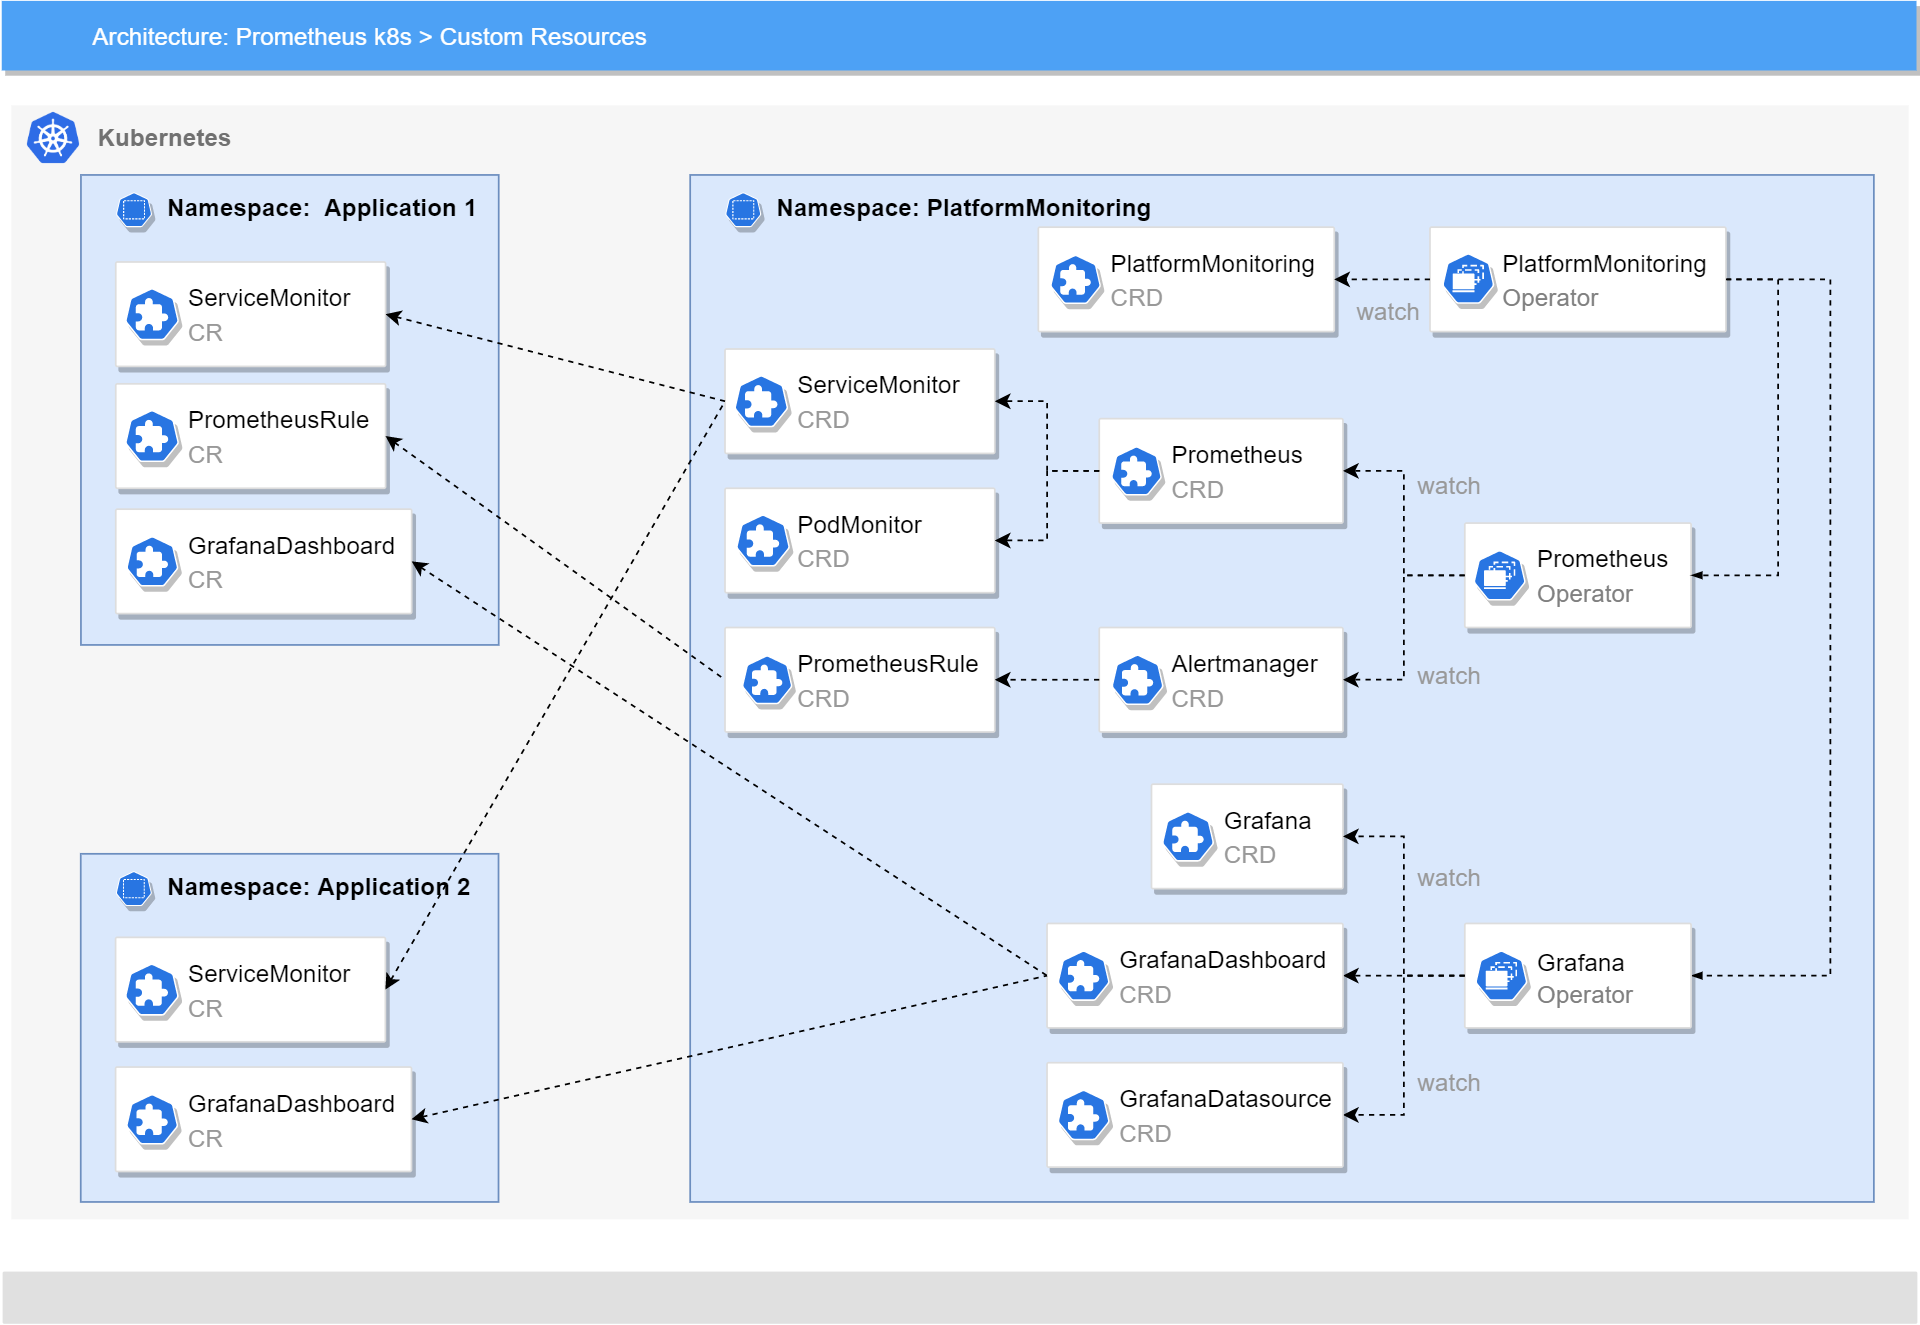 Architecture: Prometheus k8s > Custom Resources
Kubernetes
Namespace:  Application 1
ServiceMonitor
CR
PrometheusRule
CR
GrafanaDashboard
CR
Namespace: Application 2
ServiceMonitor
CR
GrafanaDashboard
CR
Namespace: PlatformMonitoring
PlatformMonitoring
CRD
watch
PlatformMonitoring
Operator
ServiceMonitor
CRD
PodMonitor
CRD
PrometheusRule
CRD
Prometheus
CRD
watch
Prometheus
Operator
Alertmanager
CRD
watch
Grafana
CRD
watch
GrafanaDashboard
CRD
Grafana
Operator
GrafanaDatasource
CRD
watch